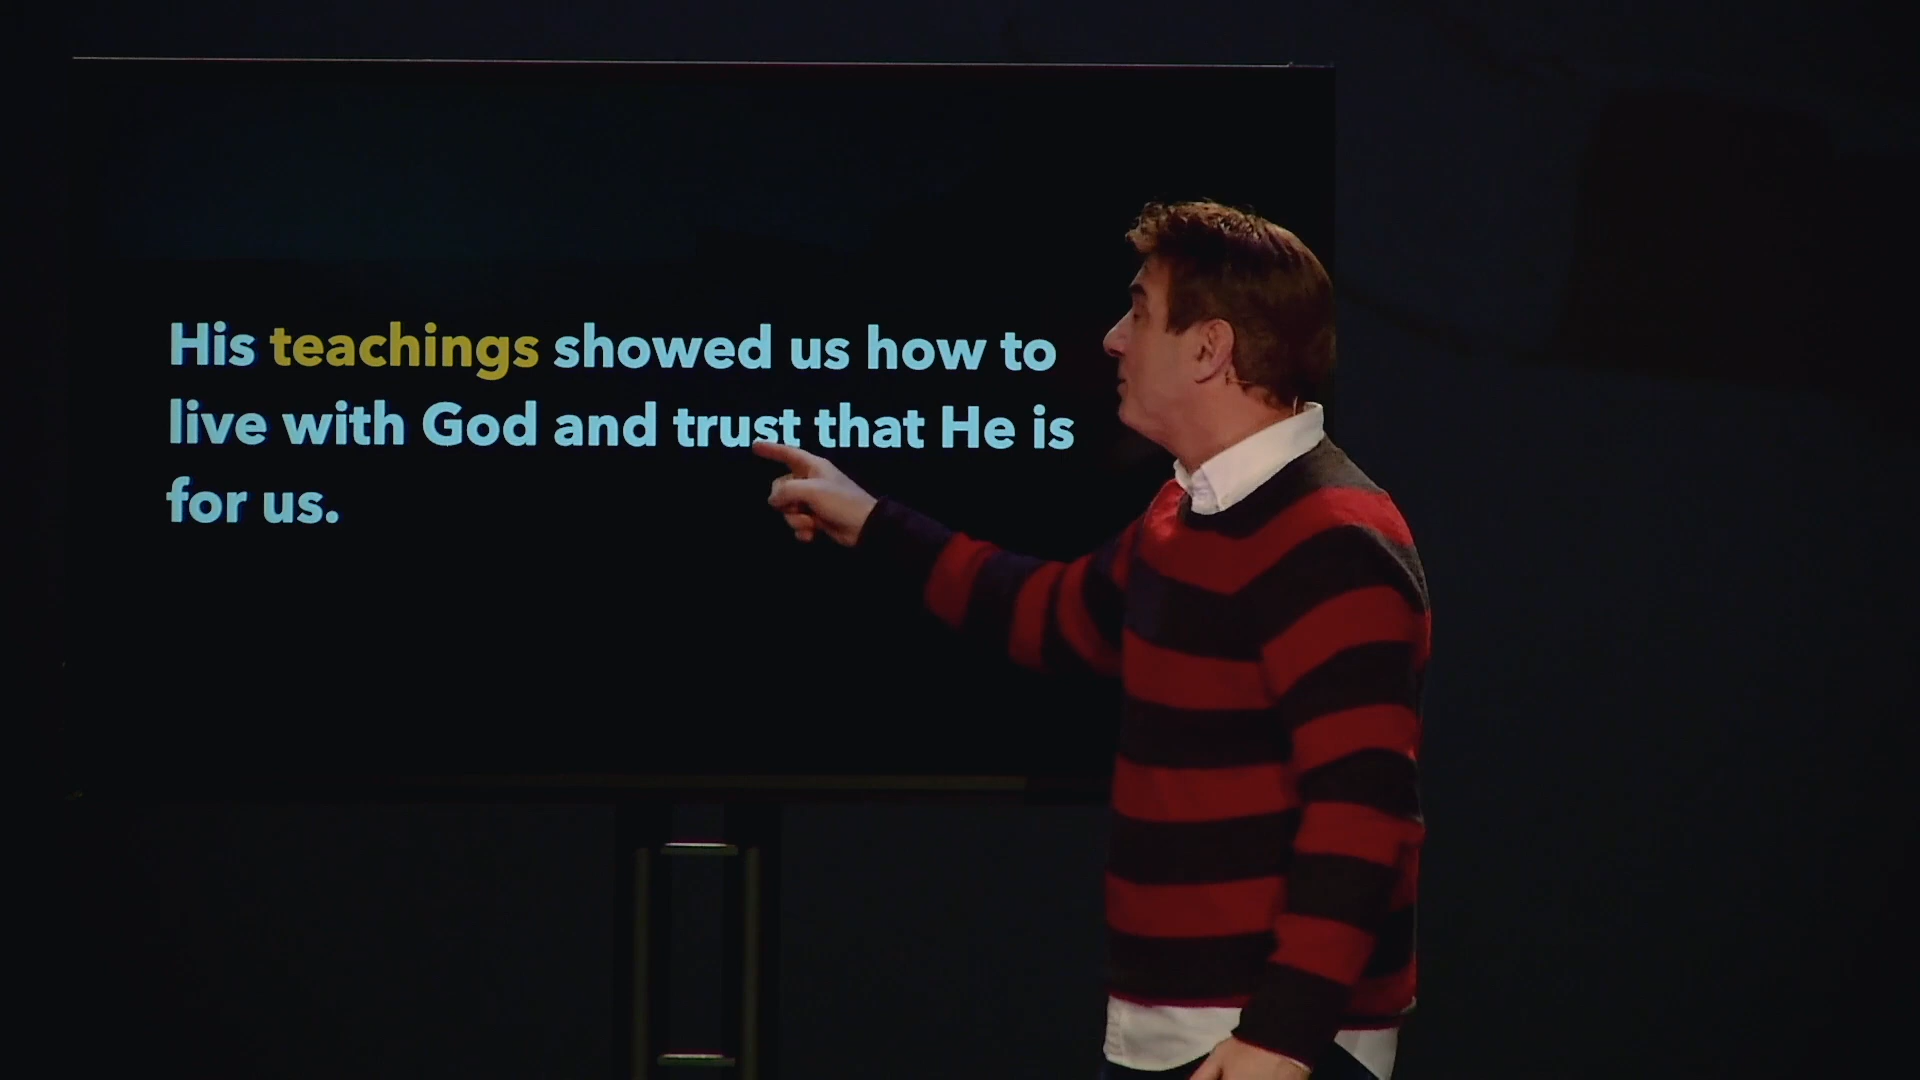 His teachings showed us how to
live with God and trust that He is
for us.